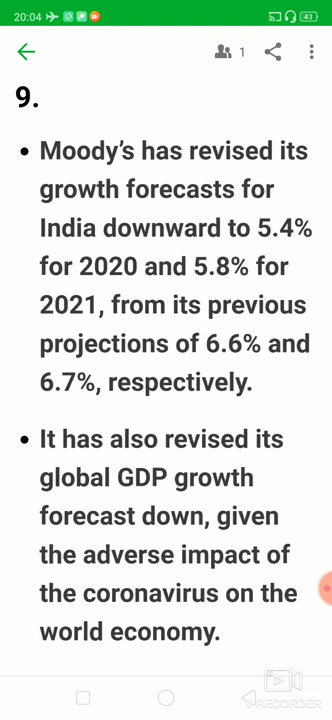 20:04
43
1
9.
• Moody's has revised its
growth forecasts for
India downward to 5.4%
for 2020 and 5.8% for
2021, from its previous
projections of 6.6% and
6.7%, respectively.
• It has also revised its
global GDP growth
forecast down, given
the adverse impact of
the coronavirus on the
world economy.
RECORDER